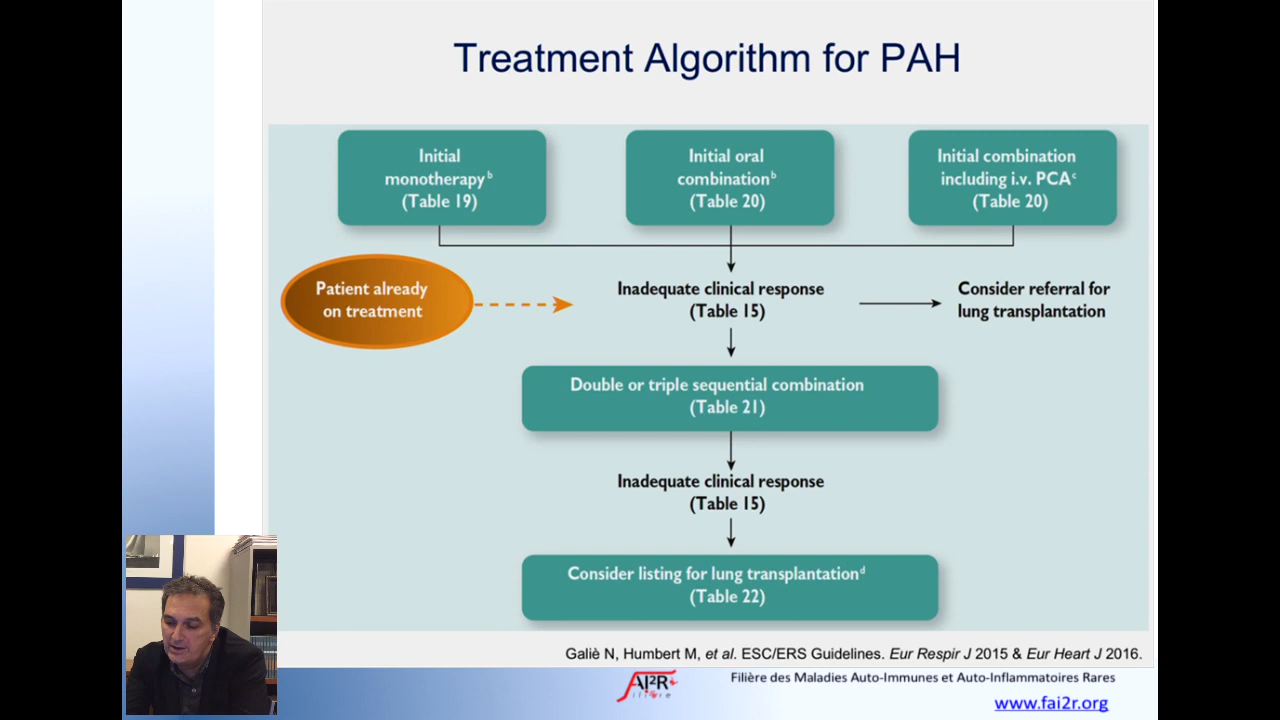 Treatment Algorithm for PAH
Initial
monotherapy b
(Table 19)
Initial oral
combination b
(Table 20)
Initial combination
including i.v. PCA c
(Table 20)
Patient already
on treatment
Inadequate clinical response
(Table 15)
Consider referral for
lung transplantation
Double or triple sequential combination
(Table 21)
Inadequate clinical response
(Table 15)
Consider listing for lung transplantation d
(Table 22)
Galiè N, Humbert M, et al. ESC/ERS Guidelines. Eur Respir J 2015 & Eur Heart J 2016.
FAI2R
filière
Filière des Maladies Auto-Immunes et Auto-Inflammatoires Rares
www.fai2r.org